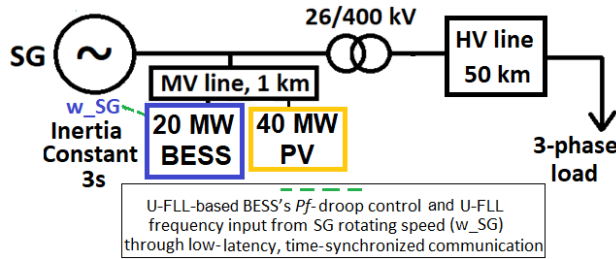 26/400 kV
SG
~
HV line
50 km
MV line, 1 km
w_SG
Inertia
Constant
3s
20 MW
BESS
40 MW
PV
3-phase
load
U-FLL-based BESS's Pf-droop control and U-FLL
frequency input from SG rotating speed (w_SG)
through low-latency, time-synchronized communication